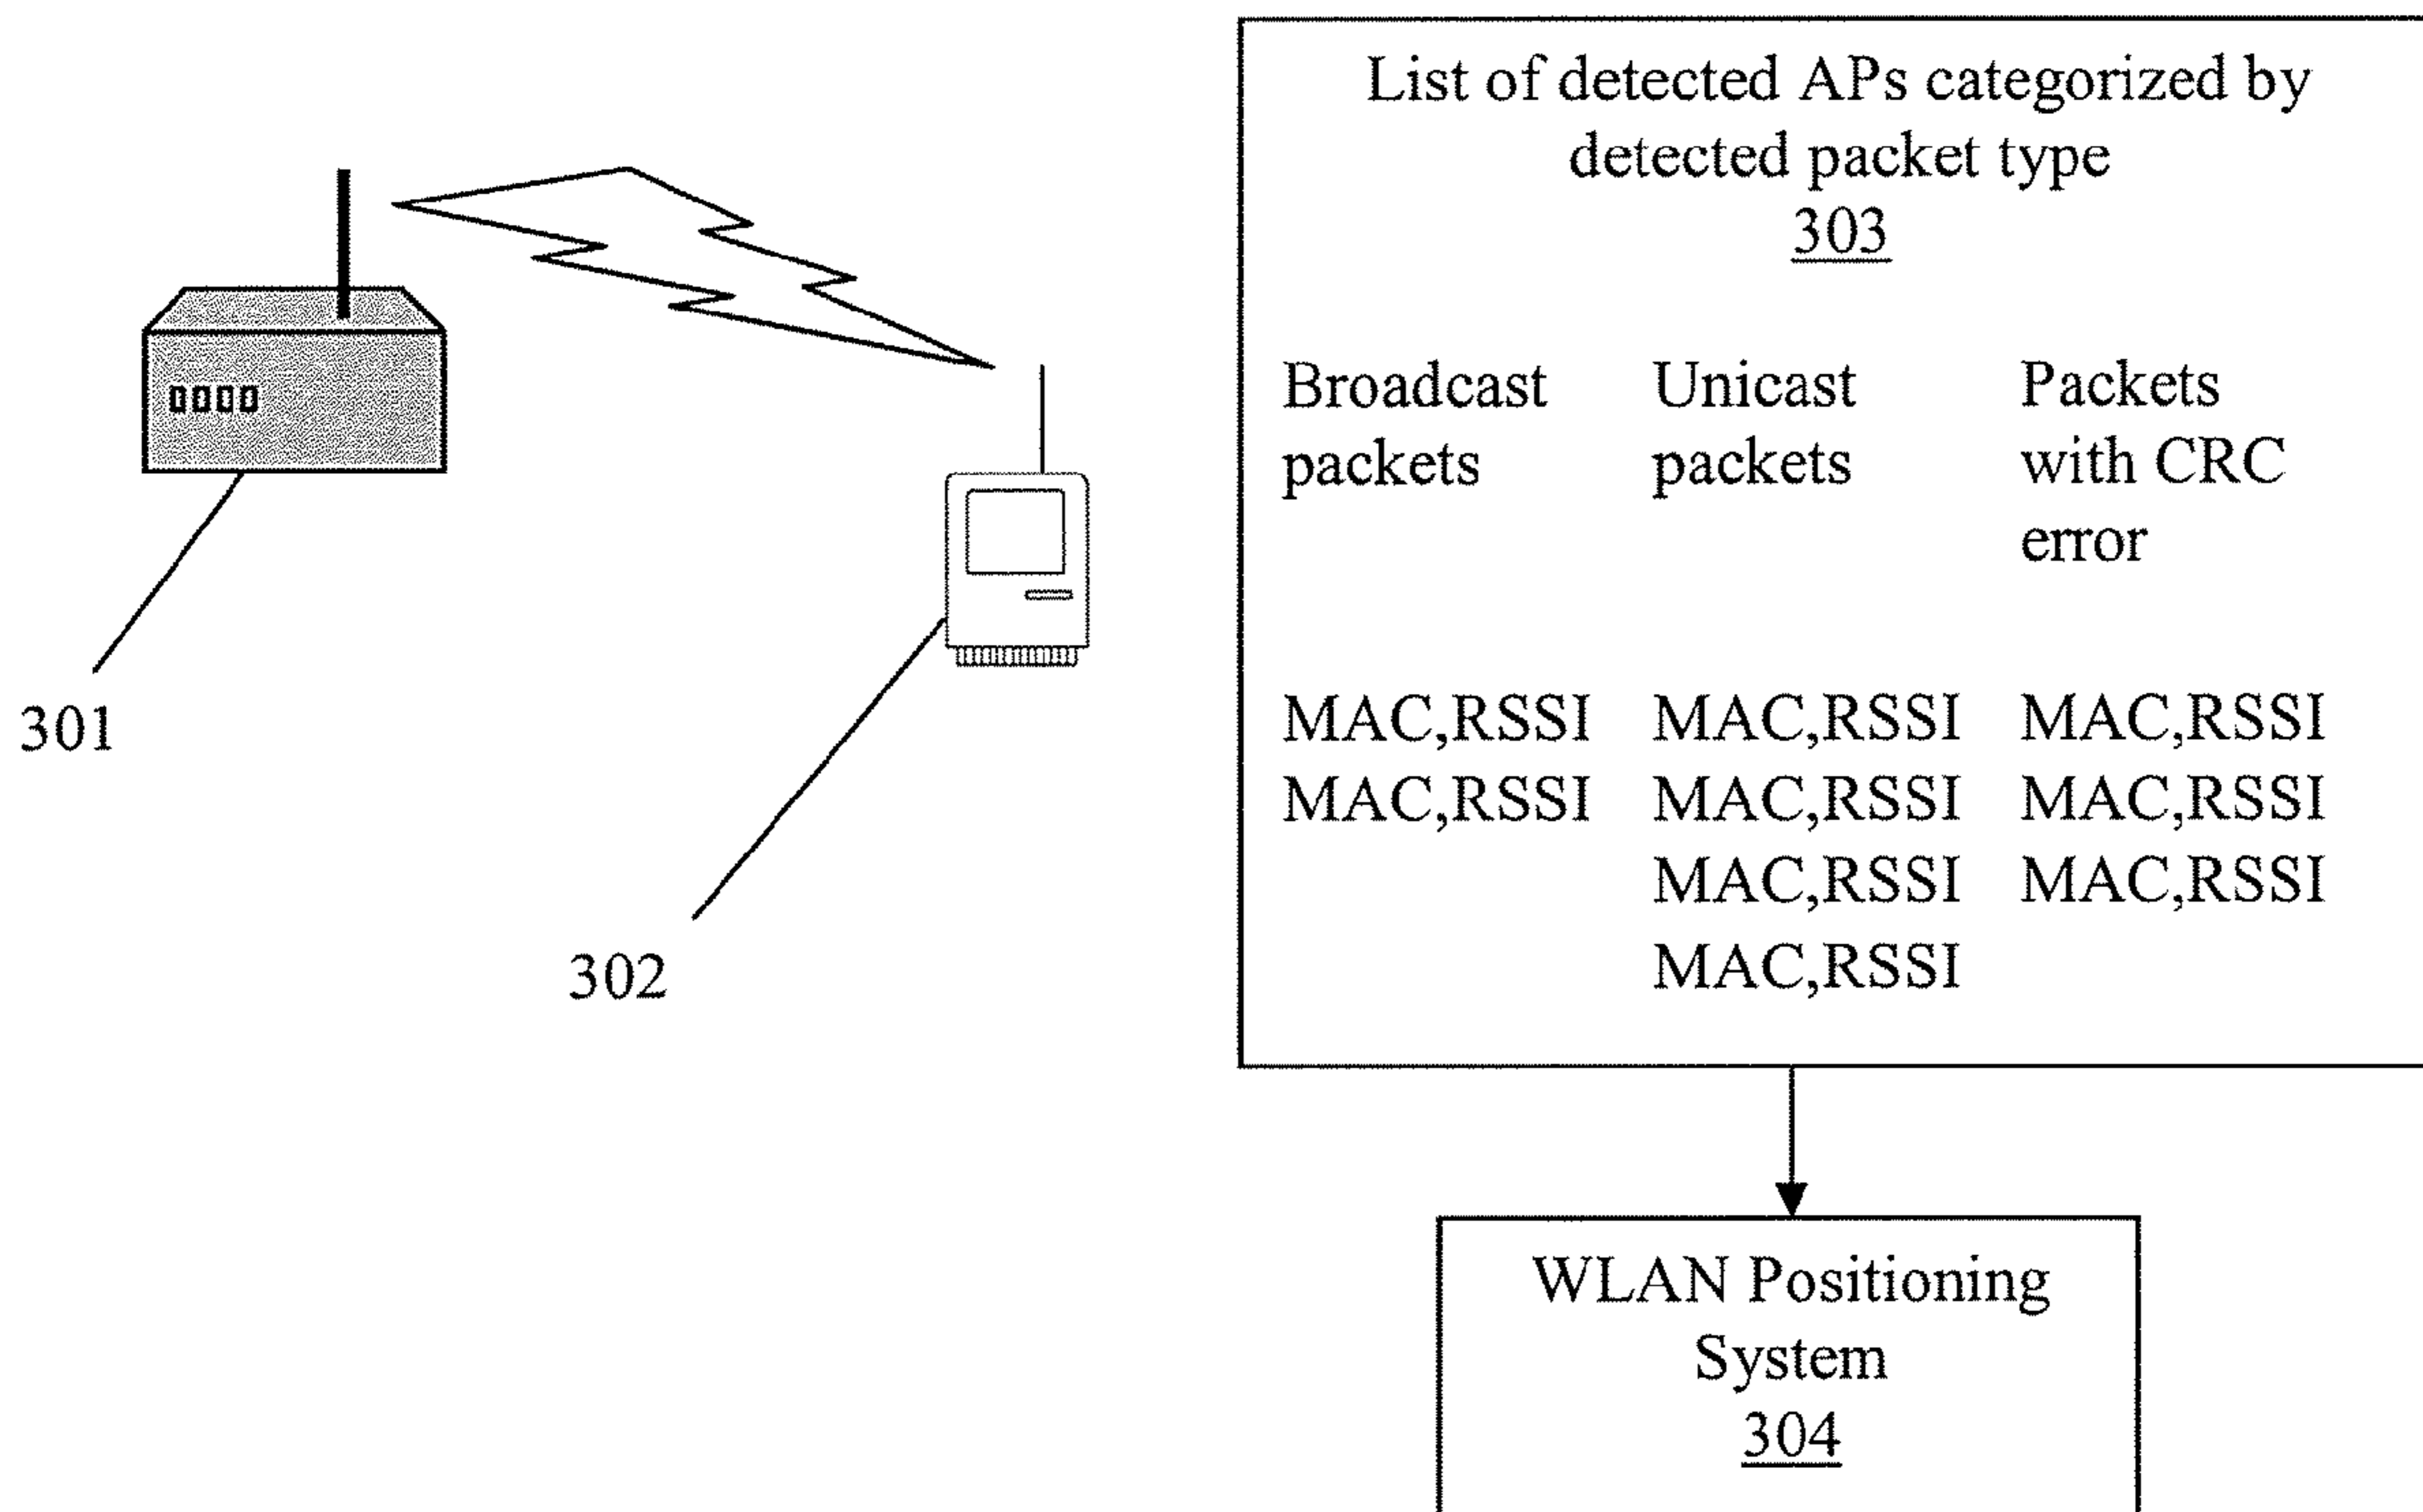 List of detected APs categorized by
detected packet type
303
Broadcast packets
Unicast packets
Packets with CRC error
MAC,RSSI MAC,RSSI MAC,RSSI
MAC,RSSI MAC,RSSI MAC,RSSI
MAC,RSSI MAC,RSSI
MAC,RSSI
301
302
WLAN Positioning
System
304